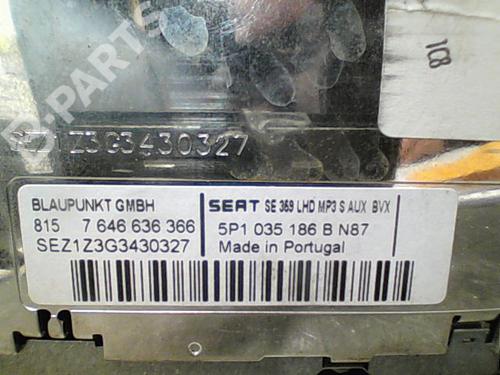 B-PARTS
108
SEZ1Z3G3430327
BLAUPUNKT GMBH
815 7 646 636 366
SEZ1Z3G3430327
SEAT SE 359 LHD MP3 S AUX BVX
5P1 035 186 B N87
Made in Portugal